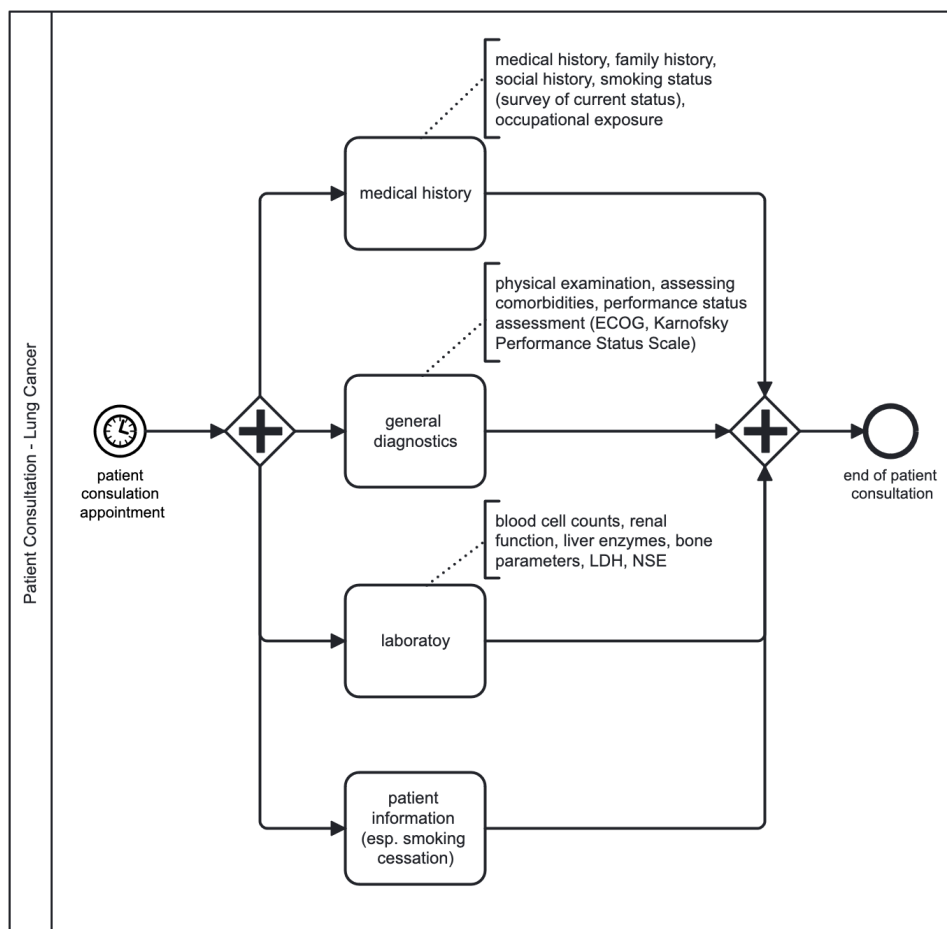 Patient Consultation - Lung Cancer
medical history, family history,
social history, smoking status
(survey of current status),
occupational exposure
medical history
physical examination, assessing
comorbidities, performance status
assessment (ECOG, Karnofsky
Performance Status Scale)
general
diagnostics
patient
consulation
appointment
end of patient
consultation
blood cell counts, renal
function, liver enzymes, bone
parameters, LDH, NSE
laboratoy
patient
information
(esp. smoking
cessation)